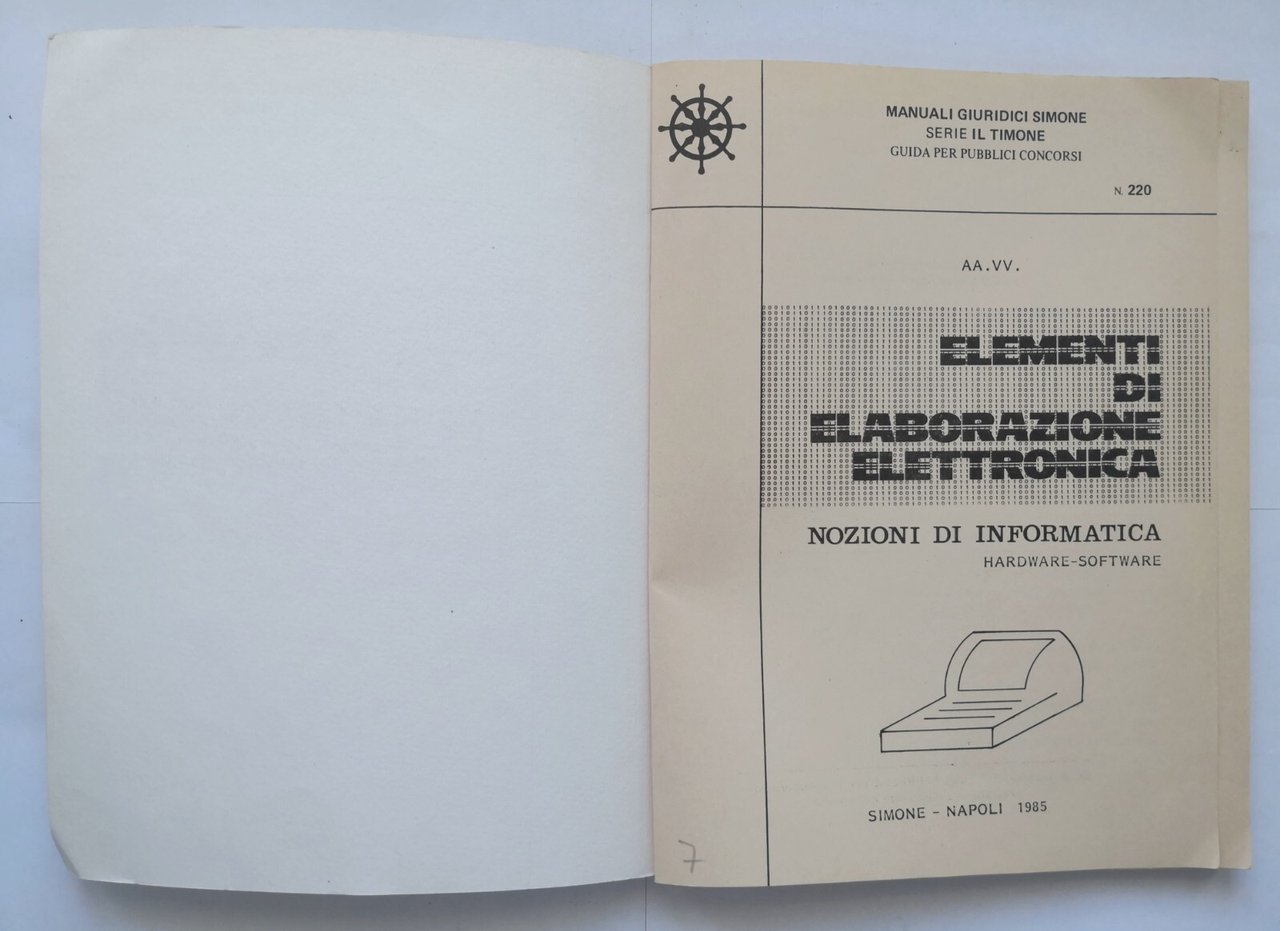 MANUALI GIURIDICI SIMONE
SERIE IL TIMONE
GUIDA PER PUBBLICI CONCORSI
N. 220
AA.VV.
ELEMENTI
DI
ELABORAZIONE
ELETTRONICA
NOZIONI DI INFORMATICA
HARDWARE-SOFTWARE
SIMONE - NAPOLI 1985
7